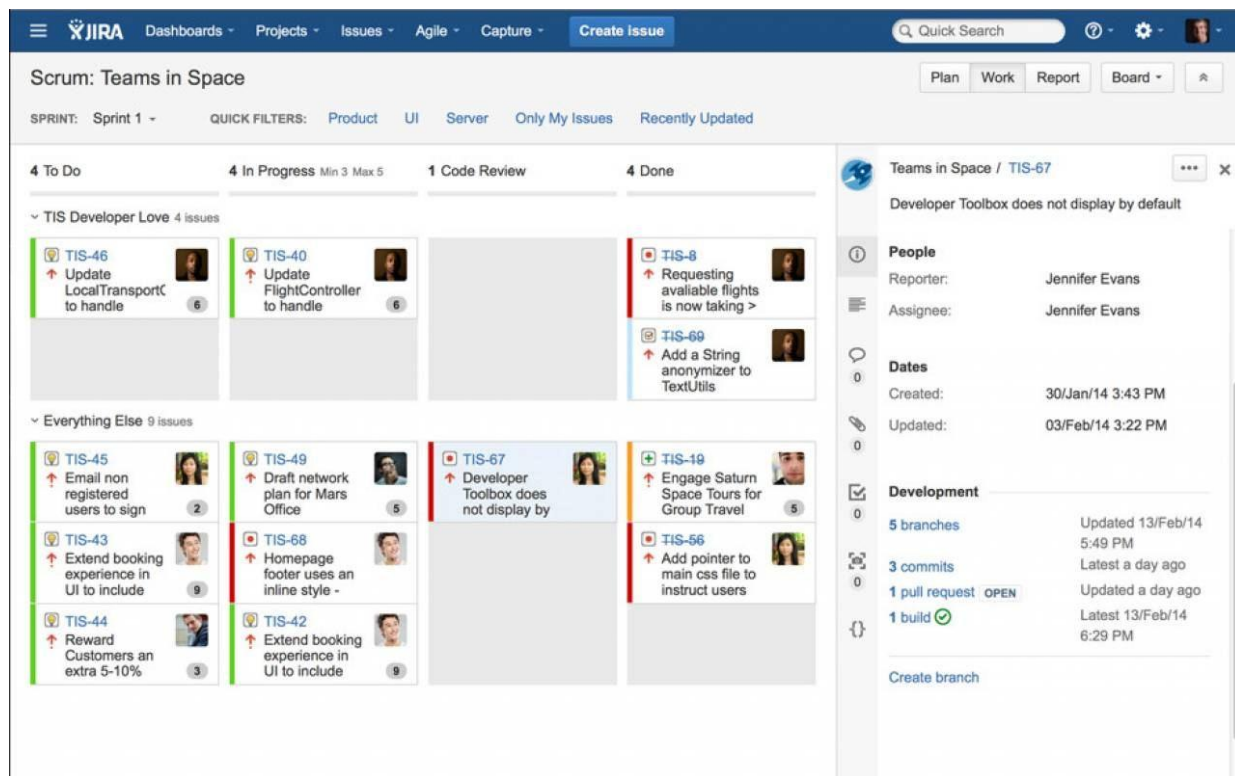 JIRA Dashboards Projects Issues Agile Capture Create issue Quick Search
Scrum: Teams in Space
Plan Work Report Board
SPRINT: Sprint 1 QUICK FILTERS: Product UI Server Only My Issues Recently Updated
4 To Do
4 In Progress Min 3 Max 5
1 Code Review
4 Done
TIS Developer Love 4 issues
TIS-46
Update
LocalTransportC
to handle
6
TIS-40
Update
FlightController
to handle
6
TIS-8
Requesting
avaliable flights
is now taking >
TIS-69
Add a String
anonymizer to
TextUtils
Everything Else 9 issues
TIS-45
Email non
registered
users to sign
2
TIS-49
Draft network
plan for Mars
Office
5
TIS-67
Developer
Toolbox does
not display by
TIS-19
Engage Saturn
Space Tours for
Group Travel
5
TIS-43
Extend booking
experience in
UI to include
9
TIS-68
Homepage
footer uses an
inline style -
TIS-56
Add pointer to
main css file to
instruct users
TIS-44
Reward
Customers an
extra 5-10%
3
TIS-42
Extend booking
experience in
UI to include
9
Teams in Space / TIS-67
Developer Toolbox does not display by default
People
Reporter: Jennifer Evans
Assignee: Jennifer Evans
0
Dates
Created: 30/Jan/14 3:43 PM
Updated: 03/Feb/14 3:22 PM
0
Development
0
5 branches Updated 13/Feb/14
5:49 PM
3 commits Latest a day ago
0
1 pull request OPEN Updated a day ago
1 build Latest 13/Feb/14
6:29 PM
Create branch